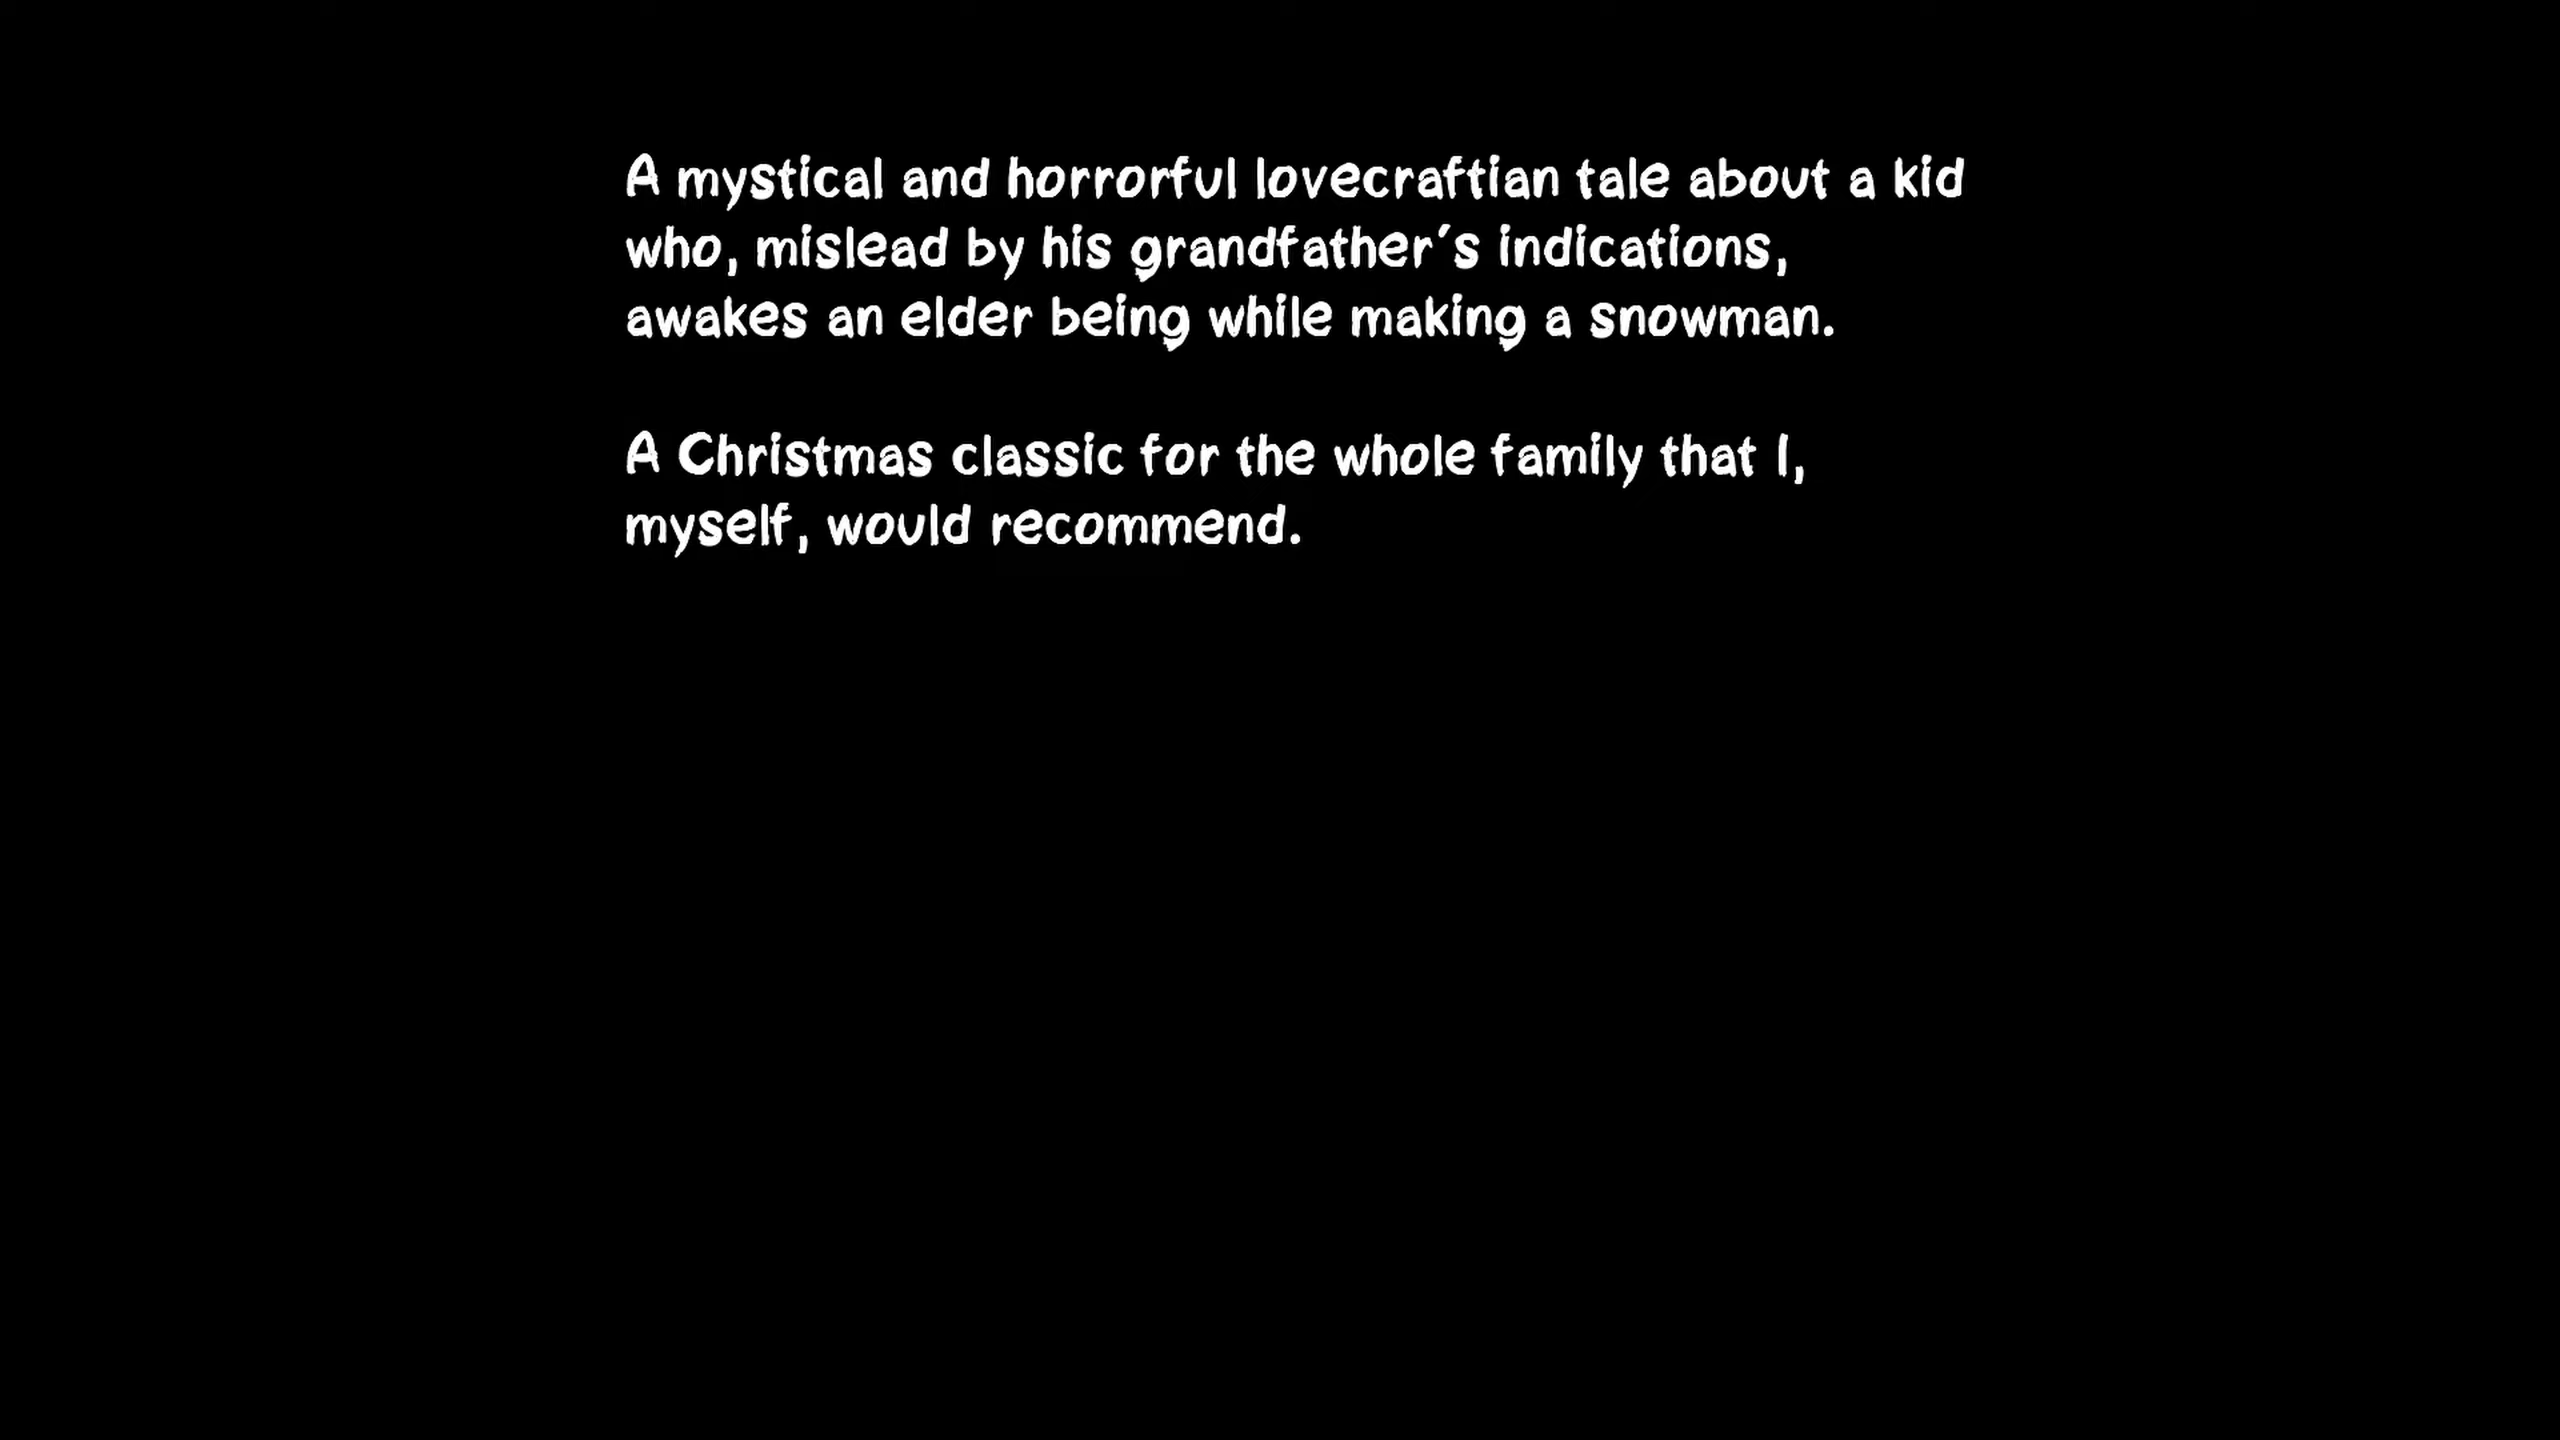 A mystical and horrorful lovecraftian tale about a kid
who, mislead by his grandfather's indications,
awakes an elder being while making a snowman.
A Christmas classic for the whole family that I,
myself, would recommend.